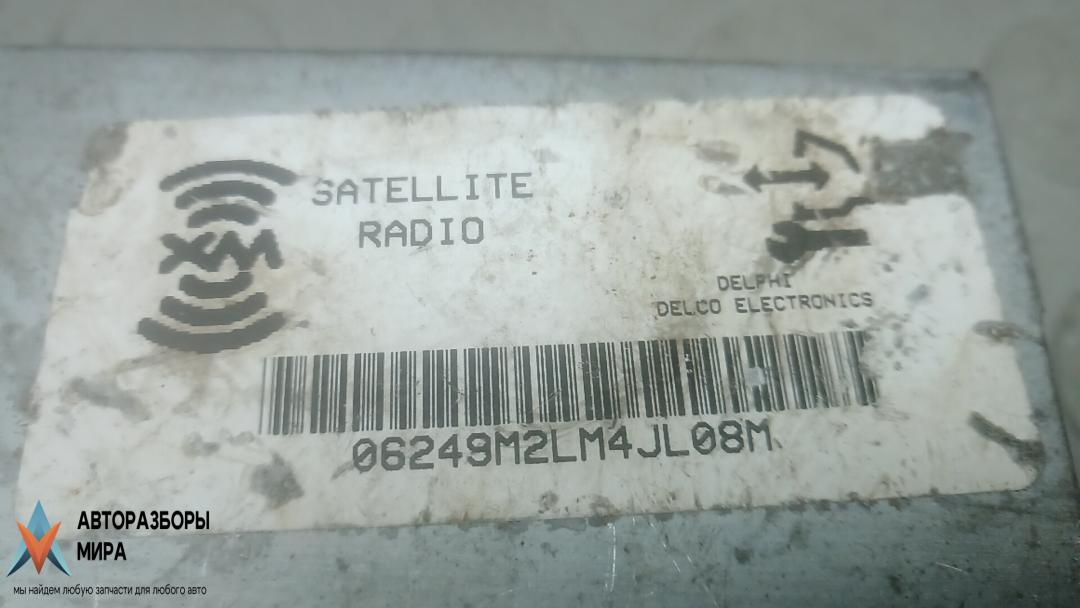 XM
SATELLITE
RADIO
DELPHI
DELCO ELECTRONICS
06249M2LM4JL08M
АВТОРАЗБОРЫ
МИРА
мы найдем любую запчасти для любого авто